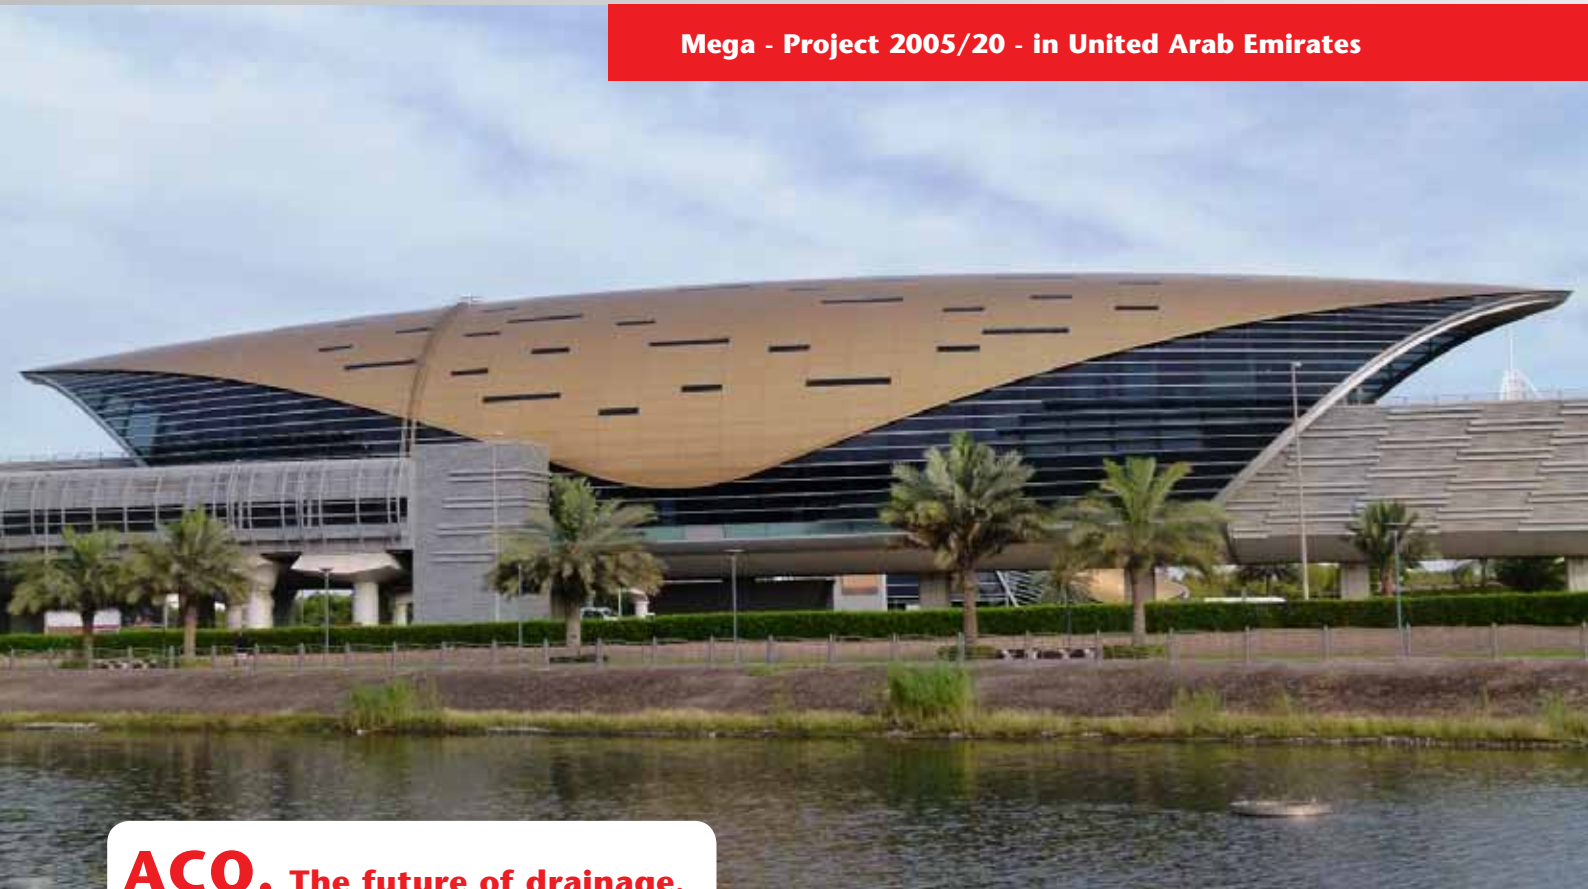 Mega - Project 2005/20 - in United Arab Emirates
ACO. The future of drainage.